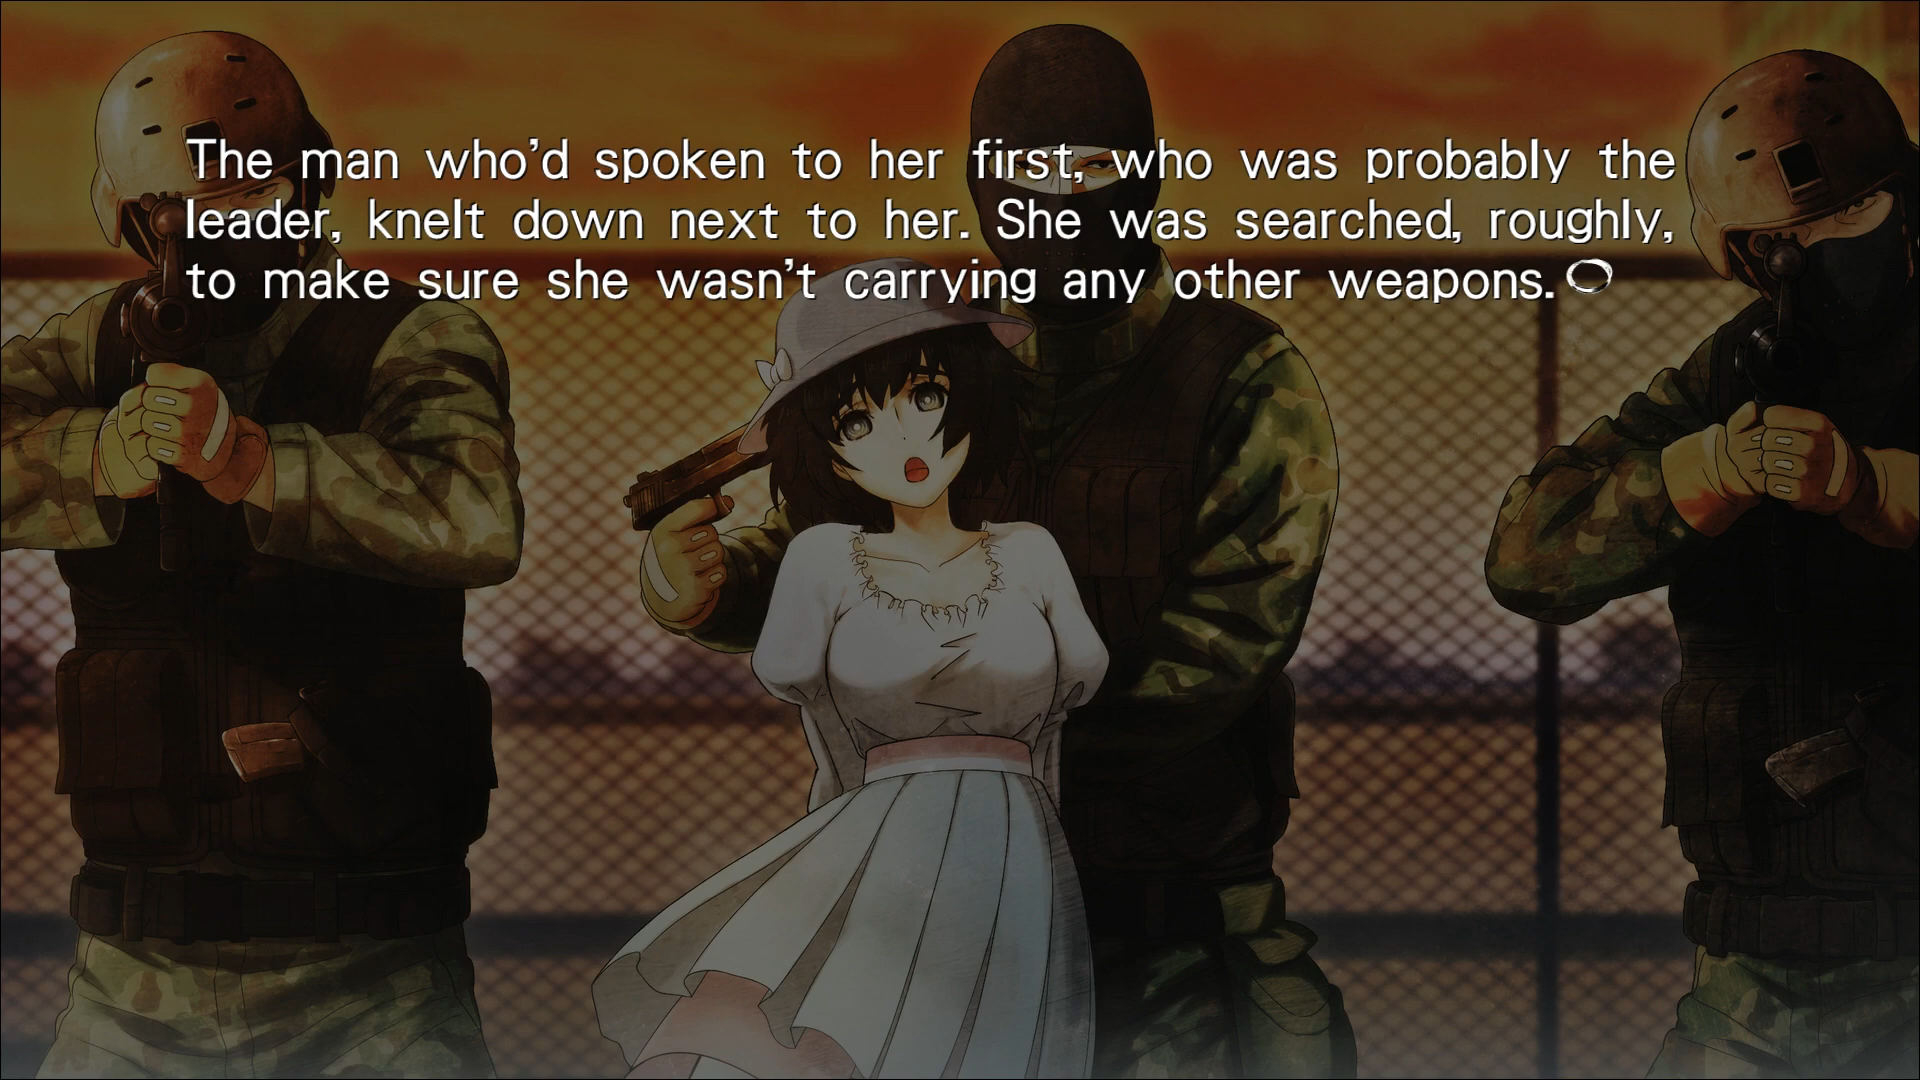 The man who'd spoken to her first, who was probably the
leader, knelt down next to her. She was searched, roughly,
to make sure she wasn't carrying any other weapons.